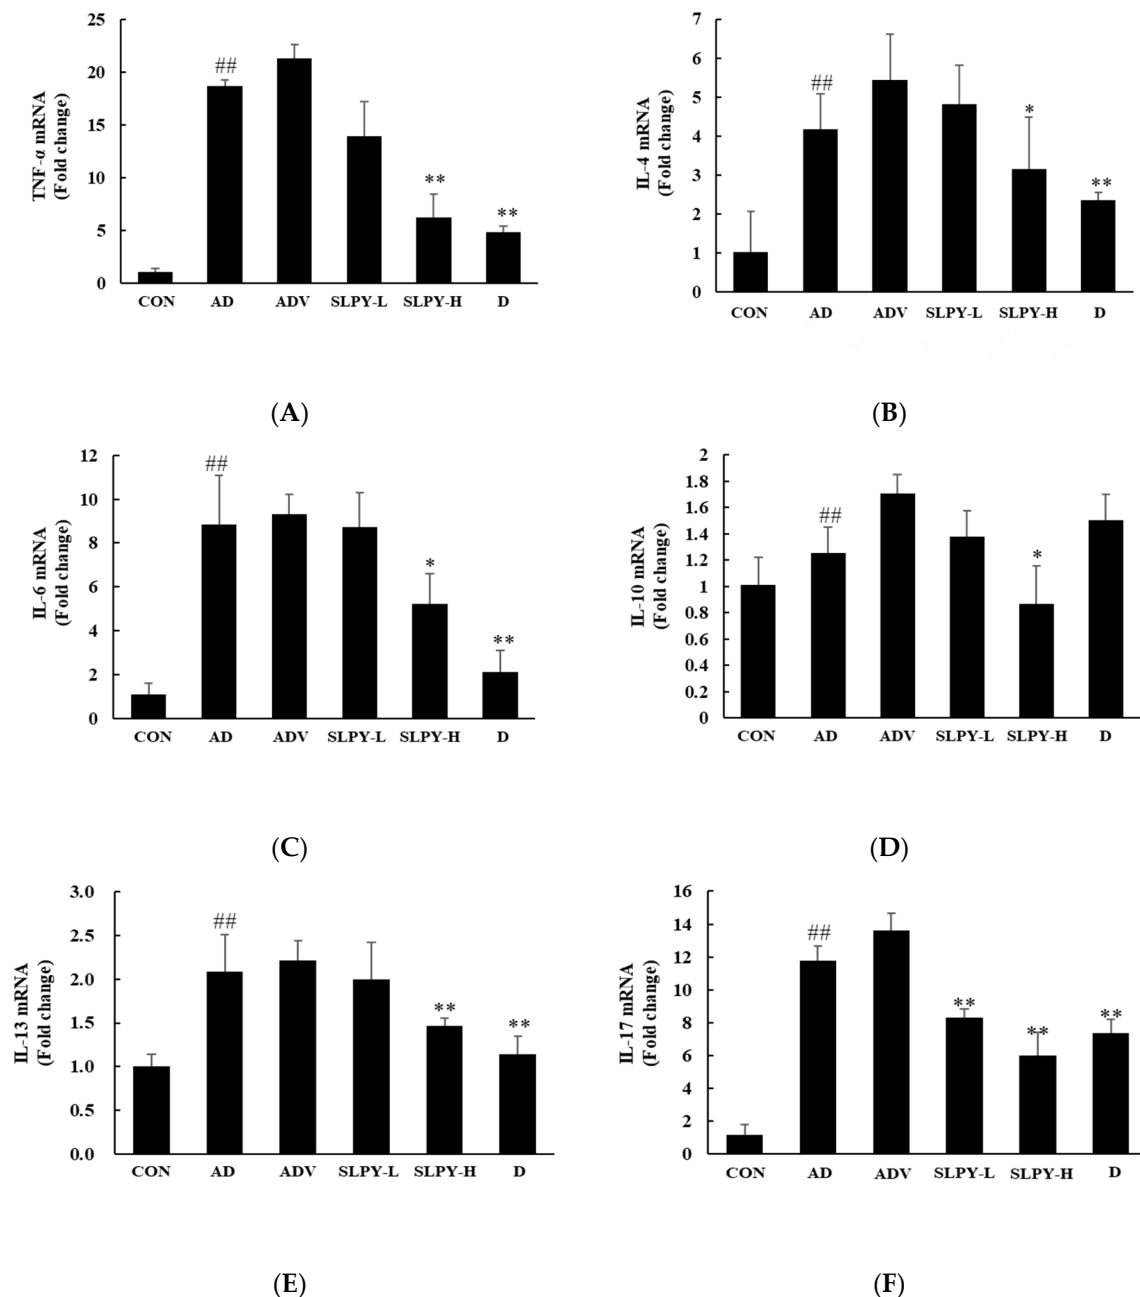 25
20
15
10
5
0
TNF-α mRNA
(Fold change)
##
**
**
CON AD ADV SLPY-L SLPY-H D
(A)
7
6
5
4
3
2
1
0
IL-4 mRNA
(Fold change)
##
*
**
CON AD ADV SLPY-L SLPY-H D
(B)
12
10
8
6
4
2
0
IL-6 mRNA
(Fold change)
##
*
**
CON AD ADV SLPY-L SLPY-H D
(C)
2
1.8
1.6
1.4
1.2
1
0.8
0.6
0.4
0.2
0
IL-10 mRNA
(Fold change)
##
*
CON AD ADV SLPY-L SLPY-H D
(D)
3.0
2.5
2.0
1.5
1.0
0.5
0.0
IL-13 mRNA
(Fold change)
##
**
**
CON AD ADV SLPY-L SLPY-H D
(E)
16
14
12
10
8
6
4
2
0
IL-17 mRNA
(Fold change)
##
**
**
**
CON AD ADV SLPY-L SLPY-H D
(F)